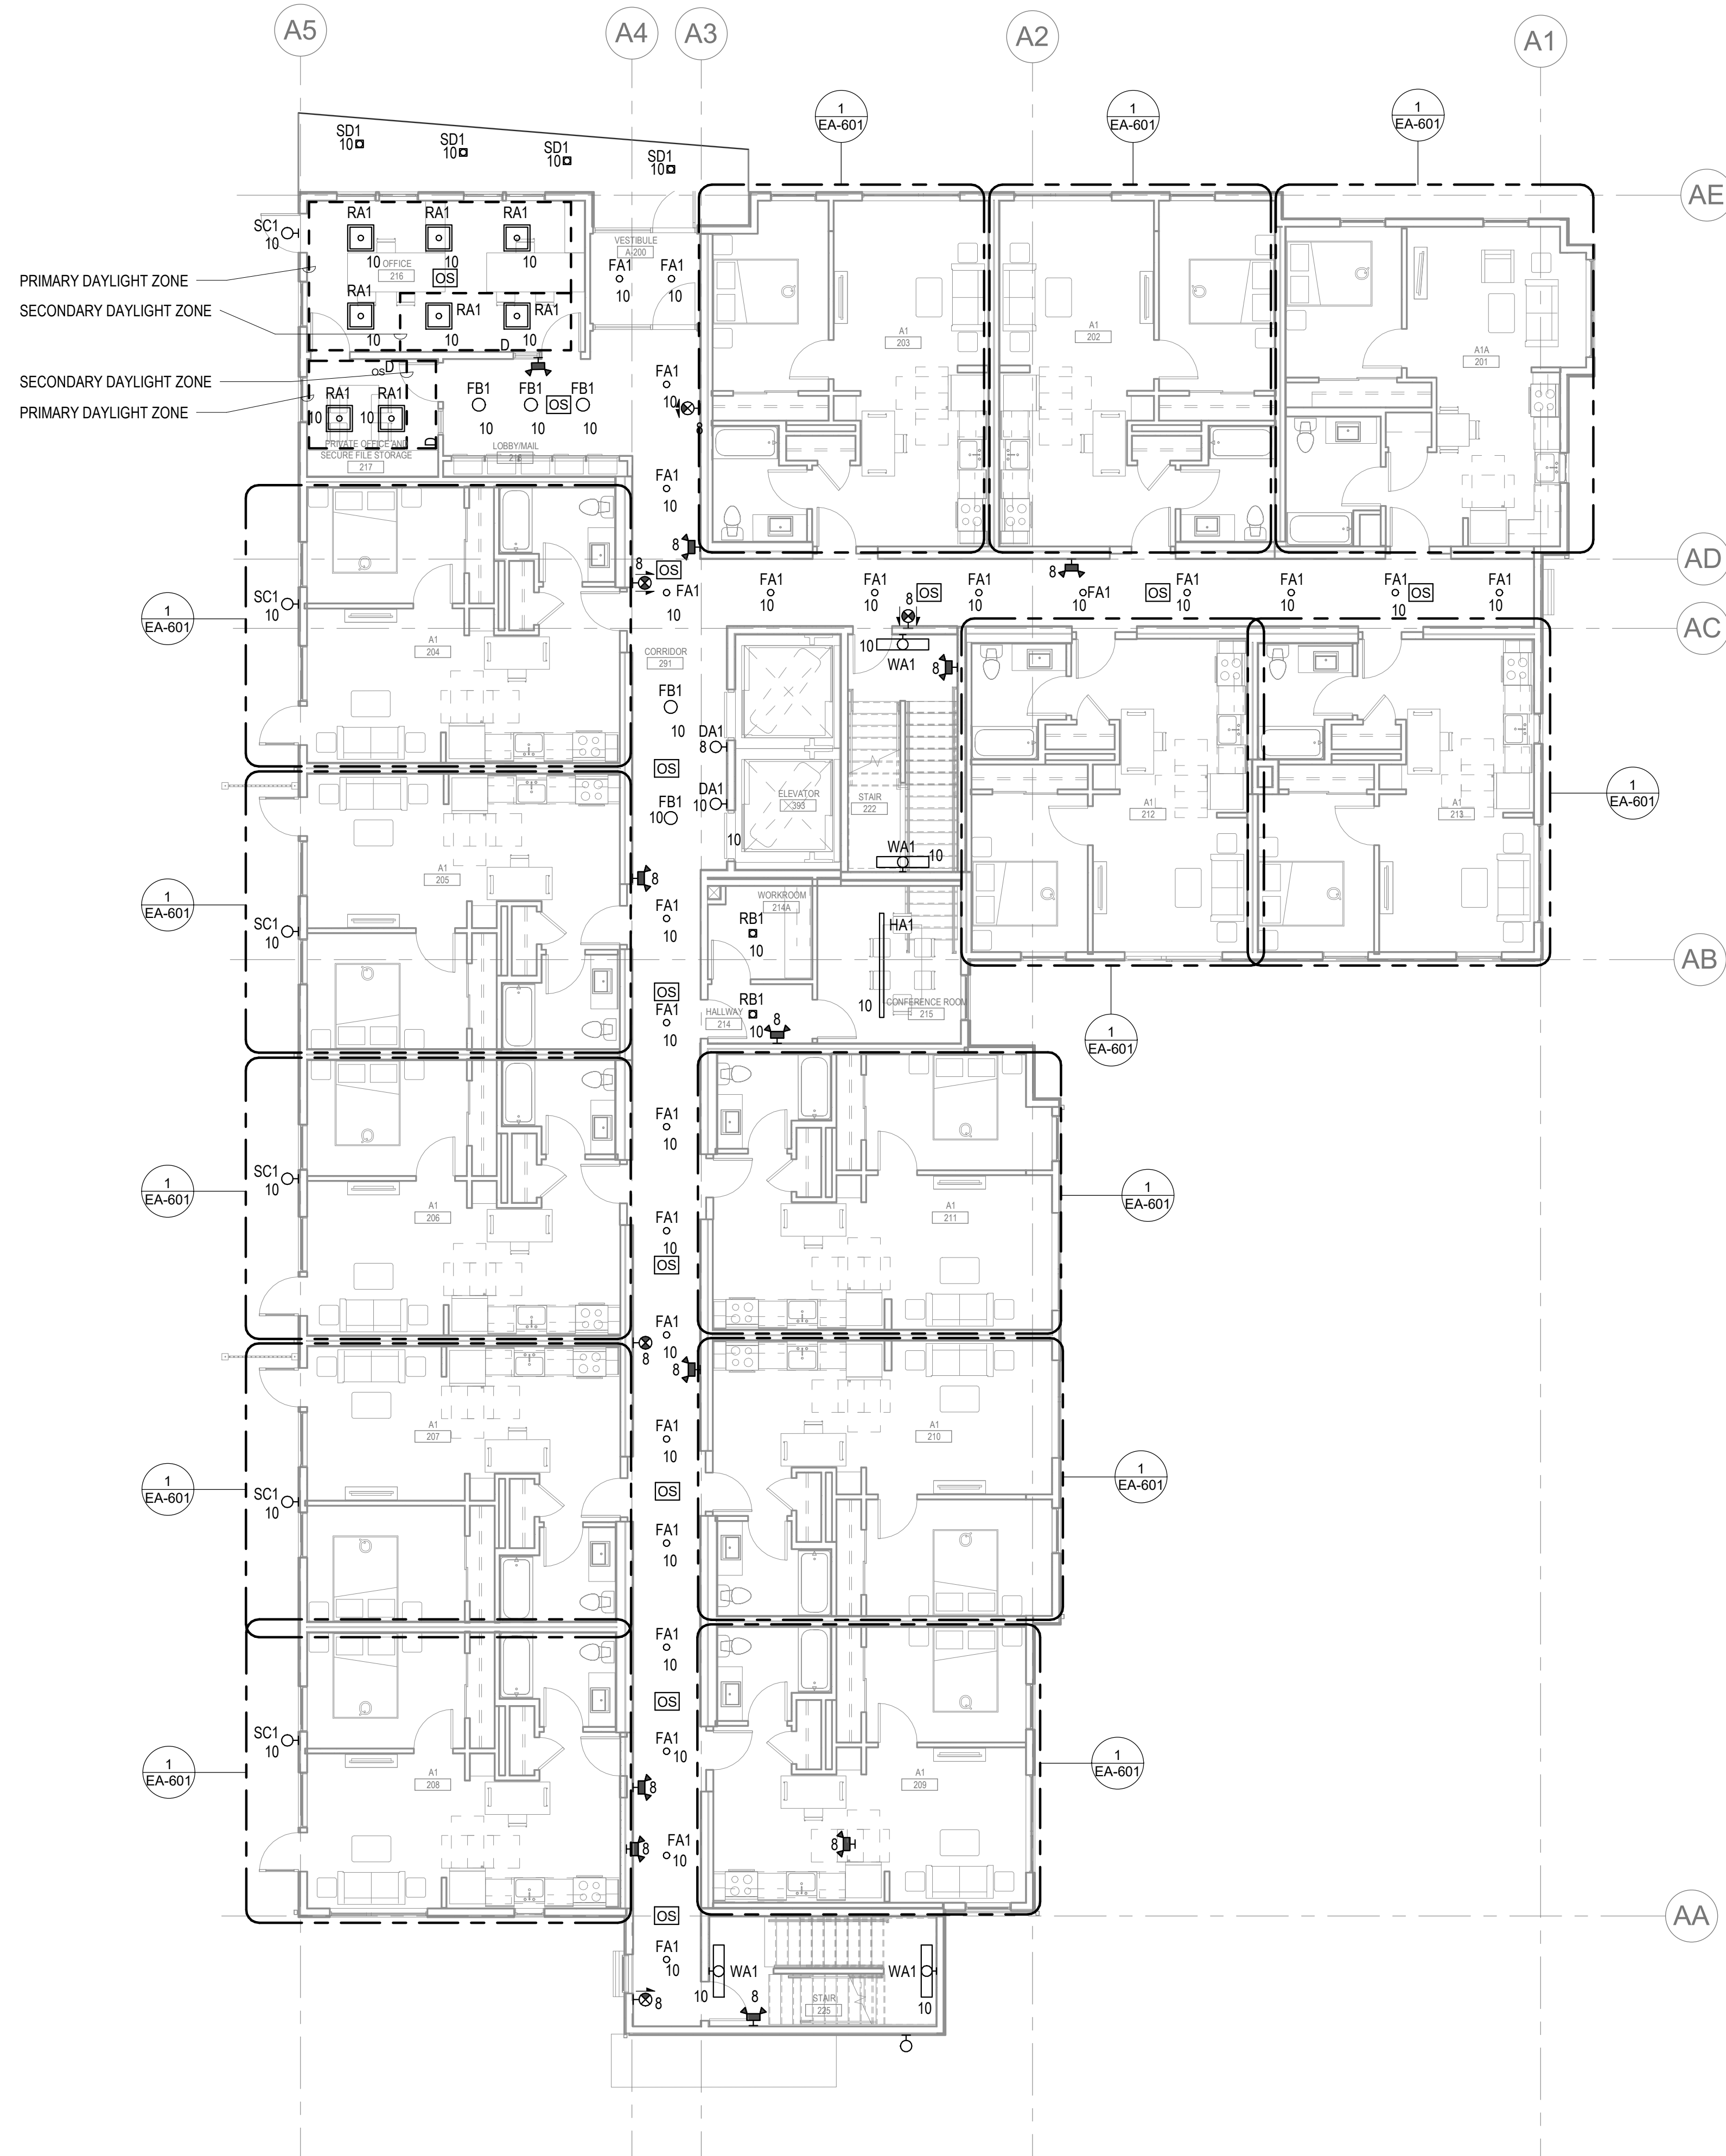 A5
A4
A3
A2
A1
1
EA-601
1
EA-601
1
EA-601
SD1
10
SD1
10
SD1
10
SD1
10
AE
SC1
10
RA1
10
RA1
10
RA1
10
OFFICE
216
OS
VESTIBULE
A-200
FA1
10
FA1
10
PRIMARY DAYLIGHT ZONE
SECONDARY DAYLIGHT ZONE
RA1
10
RA1
10
RA1
10
D
A1
203
A1
202
A1A
201
SECONDARY DAYLIGHT ZONE
PRIMARY DAYLIGHT ZONE
OS
D
RA1
10
RA1
10
D
PRIVATE OFFICE AND
SECURE FILE STORAGE
217
FB1
10
FB1
10
OS
FB1
10
LOBBY/MAIL
FA1
10
8
FA1
10
8
AD
8
OS
FA1
10
FA1
10
FA1
10
8
OS
FA1
10
8
FA1
OS
FA1
10
FA1
10
FA1
10
OS
FA1
10
AC
SC1
10
1
EA-601
A1
204
CORRIDOR
291
10
WA1
8
FB1
10
DA1
8
OS
DA1
10
FB1
10
ELEVATOR
393
STAIR
222
10
WA1
10
A1
212
A1
213
1
EA-601
A1
205
8
1
EA-601
SC1
10
FA1
10
WORKROOM
214A
RB1
10
HA1
10
CONFERENCE ROOM
215
AB
OS
FA1
10
HALLWAY
214
RB1
10
8
1
EA-601
FA1
10
SC1
10
1
EA-601
A1
206
FA1
10
OS
A1
211
1
EA-601
FA1
10
8
8
A1
207
FA1
10
A1
210
1
EA-601
SC1
10
1
EA-601
OS
FA1
10
FA1
10
OS
SC1
10
1
EA-601
A1
208
FA1
10
8
A1
209
1
EA-601
8
FA1
10
8
OS
AA
FA1
10
8
WA1
10
8
STAIR
225
WA1
10